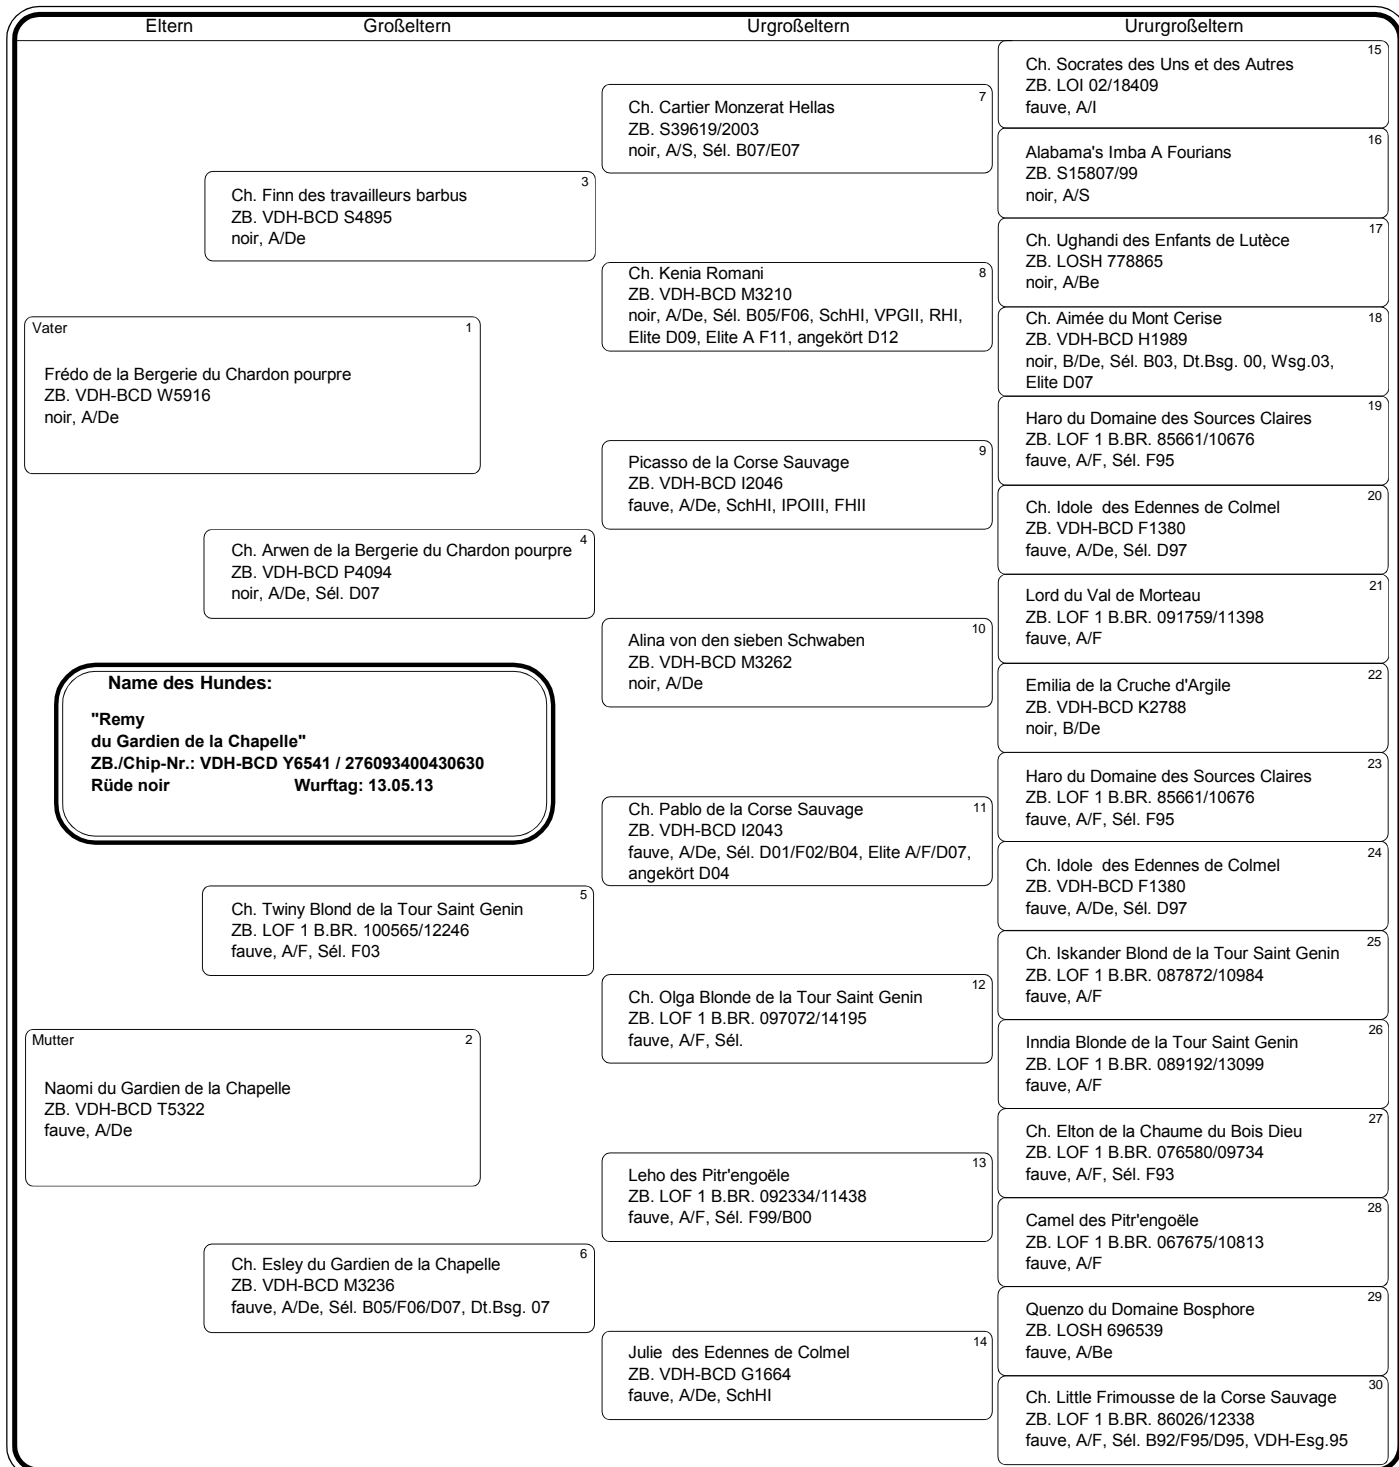 Eltern Großeltern Urgroßeltern Ururgroßeltern
Vater 1
Frédo de la Bergerie du Chardon pourpre
ZB. VDH-BCD W5916
noir, A/De
Mutter 2
Naomi du Gardien de la Chapelle
ZB. VDH-BCD T5322
fauve, A/De
3
Ch. Finn des travailleurs barbus
ZB. VDH-BCD S4895
noir, A/De
4
Ch. Arwen de la Bergerie du Chardon pourpre
ZB. VDH-BCD P4094
noir, A/De, Sél. D07
Name des Hundes:
"Remy
du Gardien de la Chapelle"
ZB./Chip-Nr.: VDH-BCD Y6541 / 276093400430630
Rüde noir Wurftag: 13.05.13
5
Ch. Twiny Blond de la Tour Saint Genin
ZB. LOF 1 B.BR. 100565/12246
fauve, A/F, Sél. F03
6
Ch. Esley du Gardien de la Chapelle
ZB. VDH-BCD M3236
fauve, A/De, Sél. B05/F06/D07, Dt.Bsg. 07
7
Ch. Cartier Monzerat Hellas
ZB. S39619/2003
noir, A/S, Sél. B07/E07
8
Ch. Kenia Romani
ZB. VDH-BCD M3210
noir, A/De, Sél. B05/F06, SchHI, VPGII, RHI,
Elite D09, Elite A F11, angekört D12
9
Picasso de la Corse Sauvage
ZB. VDH-BCD I2046
fauve, A/De, SchHI, IPOIII, FHII
10
Alina von den sieben Schwaben
ZB. VDH-BCD M3262
noir, A/De
11
Ch. Pablo de la Corse Sauvage
ZB. VDH-BCD I2043
fauve, A/De, Sél. D01/F02/B04, Elite A/F/D07,
angekört D04
12
Ch. Olga Blonde de la Tour Saint Genin
ZB. LOF 1 B.BR. 097072/14195
fauve, A/F, Sél.
13
Leho des Pitr'engoële
ZB. LOF 1 B.BR. 092334/11438
fauve, A/F, Sél. F99/B00
14
Julie des Edennes de Colmel
ZB. VDH-BCD G1664
fauve, A/De, SchHI
15
Ch. Socrates des Uns et des Autres
ZB. LOI 02/18409
fauve, A/I
16
Alabama's Imba A Fourians
ZB. S15807/99
noir, A/S
17
Ch. Ughandi des Enfants de Lutèce
ZB. LOSH 778865
noir, A/Be
18
Ch. Aimée du Mont Cerise
ZB. VDH-BCD H1989
noir, B/De, Sél. B03, Dt.Bsg. 00, Wsg.03,
Elite D07
19
Haro du Domaine des Sources Claires
ZB. LOF 1 B.BR. 85661/10676
fauve, A/F, Sél. F95
20
Ch. Idole des Edennes de Colmel
ZB. VDH-BCD F1380
fauve, A/De, Sél. D97
21
Lord du Val de Morteau
ZB. LOF 1 B.BR. 091759/11398
fauve, A/F
22
Emilia de la Cruche d'Argile
ZB. VDH-BCD K2788
noir, B/De
23
Haro du Domaine des Sources Claires
ZB. LOF 1 B.BR. 85661/10676
fauve, A/F, Sél. F95
24
Ch. Idole des Edennes de Colmel
ZB. VDH-BCD F1380
fauve, A/De, Sél. D97
25
Ch. Iskander Blond de la Tour Saint Genin
ZB. LOF 1 B.BR. 087872/10984
fauve, A/F
26
Inndia Blonde de la Tour Saint Genin
ZB. LOF 1 B.BR. 089192/13099
fauve, A/F
27
Ch. Elton de la Chaume du Bois Dieu
ZB. LOF 1 B.BR. 076580/09734
fauve, A/F, Sél. F93
28
Camel des Pitr'engoële
ZB. LOF 1 B.BR. 067675/10813
fauve, A/F
29
Quenzo du Domaine Bosphore
ZB. LOSH 696539
fauve, A/Be
30
Ch. Little Frimousse de la Corse Sauvage
ZB. LOF 1 B.BR. 86026/12338
fauve, A/F, Sél. B92/F95/D95, VDH-Esg.95